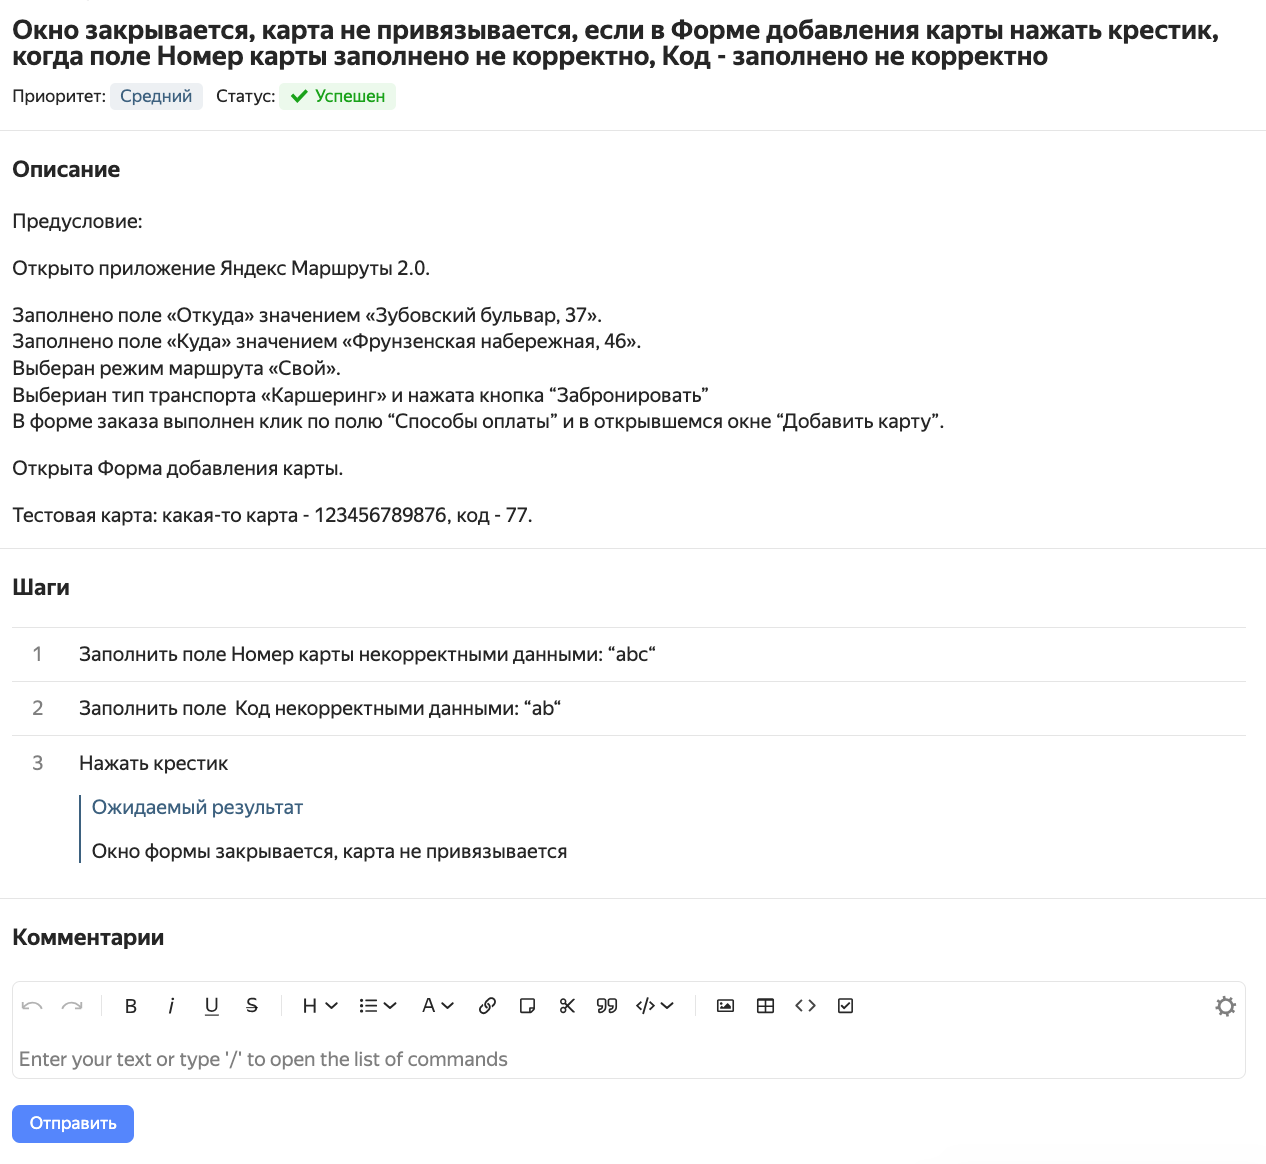 Окно закрывается, карта не привязывается, если в Форме добавления карты нажать крестик,
когда поле Номер карты заполнено не корректно, Код - заполнено не корректно
Приоритет: Средний Статус: Успешен
Описание
Предусловие:
Открыто приложение Яндекс Маршруты 2.0.
Заполнено поле «Откуда» значением «Зубовский бульвар, 37».
Заполнено поле «Куда» значением «Фрунзенская набережная, 46».
Выберан режим маршрута «Свой».
Выбериан тип транспорта «Каршеринг» и нажата кнопка “Забронировать”
В форме заказа выполнен клик по полю “Способы оплаты” и в открывшемся окне “Добавить карту”.
Открыта Форма добавления карты.
Тестовая карта: какая-то карта - 123456789876, код - 77.
Шаги
1 Заполнить поле Номер карты некорректными данными: “abc“
2 Заполнить поле  Код некорректными данными: “ab“
3 Нажать крестик
Ожидаемый результат
Окно формы закрывается, карта не привязывается
Комментарии
B i U S H A
Enter your text or type '/' to open the list of commands
Отправить